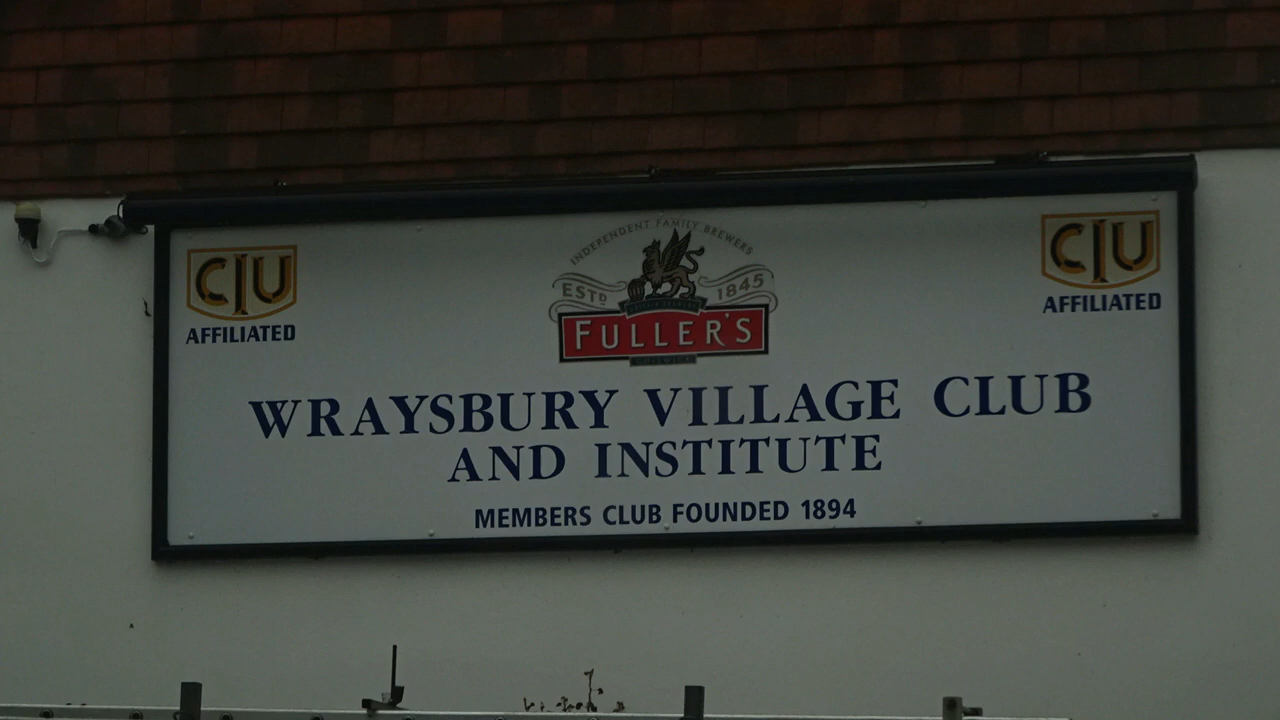 CIU
AFFILIATED
INDEPENDENT FAMILY BREWERS
ESTD 1845
FULLER'S
CHISWICK
CIU
AFFILIATED
WRAYSBURY VILLAGE CLUB
AND INSTITUTE
MEMBERS CLUB FOUNDED 1894